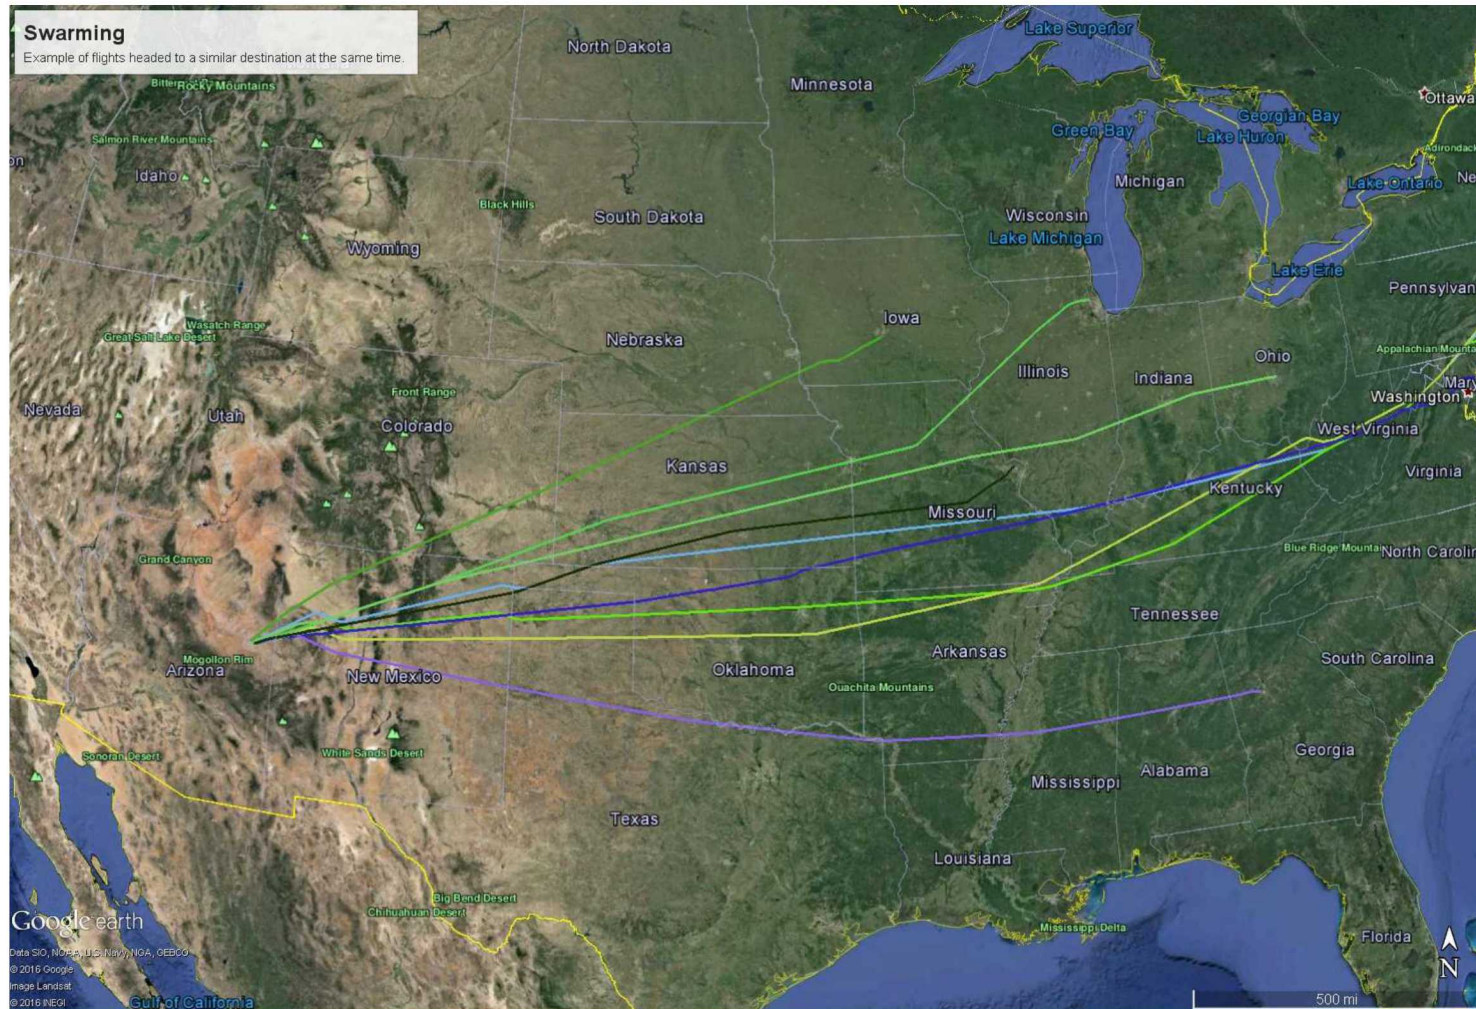 Swarming
Example of flights headed to a similar destination at the same time.
North Dakota
Lake Superior
Minnesota
Rocky Mountains
Ottawa
Georgian Bay
Green Bay
Lake Huron
Salmon River Mountains
Adirondack
Idaho
Michigan
Lake Ontario
Ne
Black Hills
South Dakota
Wisconsin
Lake Michigan
Wyoming
Lake Erie
Pennsylvan
Iowa
Wasatch Range
Great Salt Lake Desert
Nebraska
Appalachian Mounta
Ohio
Illinois
Indiana
Mary
Front Range
Washington
Nevada
Utah
Colorado
West Virginia
Kansas
Virginia
Kentucky
Missouri
Grand Canyon
Blue Ridge Mountai
North Carolin
Tennessee
Mogollon Rim
Arizona
New Mexico
Oklahoma
Arkansas
South Carolina
Ouachita Mountains
White Sands Desert
Sonoran Desert
Georgia
Alabama
Mississippi
Texas
Louisiana
Big Bend Desert
Chihuahuan Desert
Mississippi Delta
Florida
Google earth
Data SIO, NOAA, U.S. Navy, NGA, GEBCO
© 2016 Google
Image Landsat
© 2016 INEGI
Gulf of California
N
500 mi